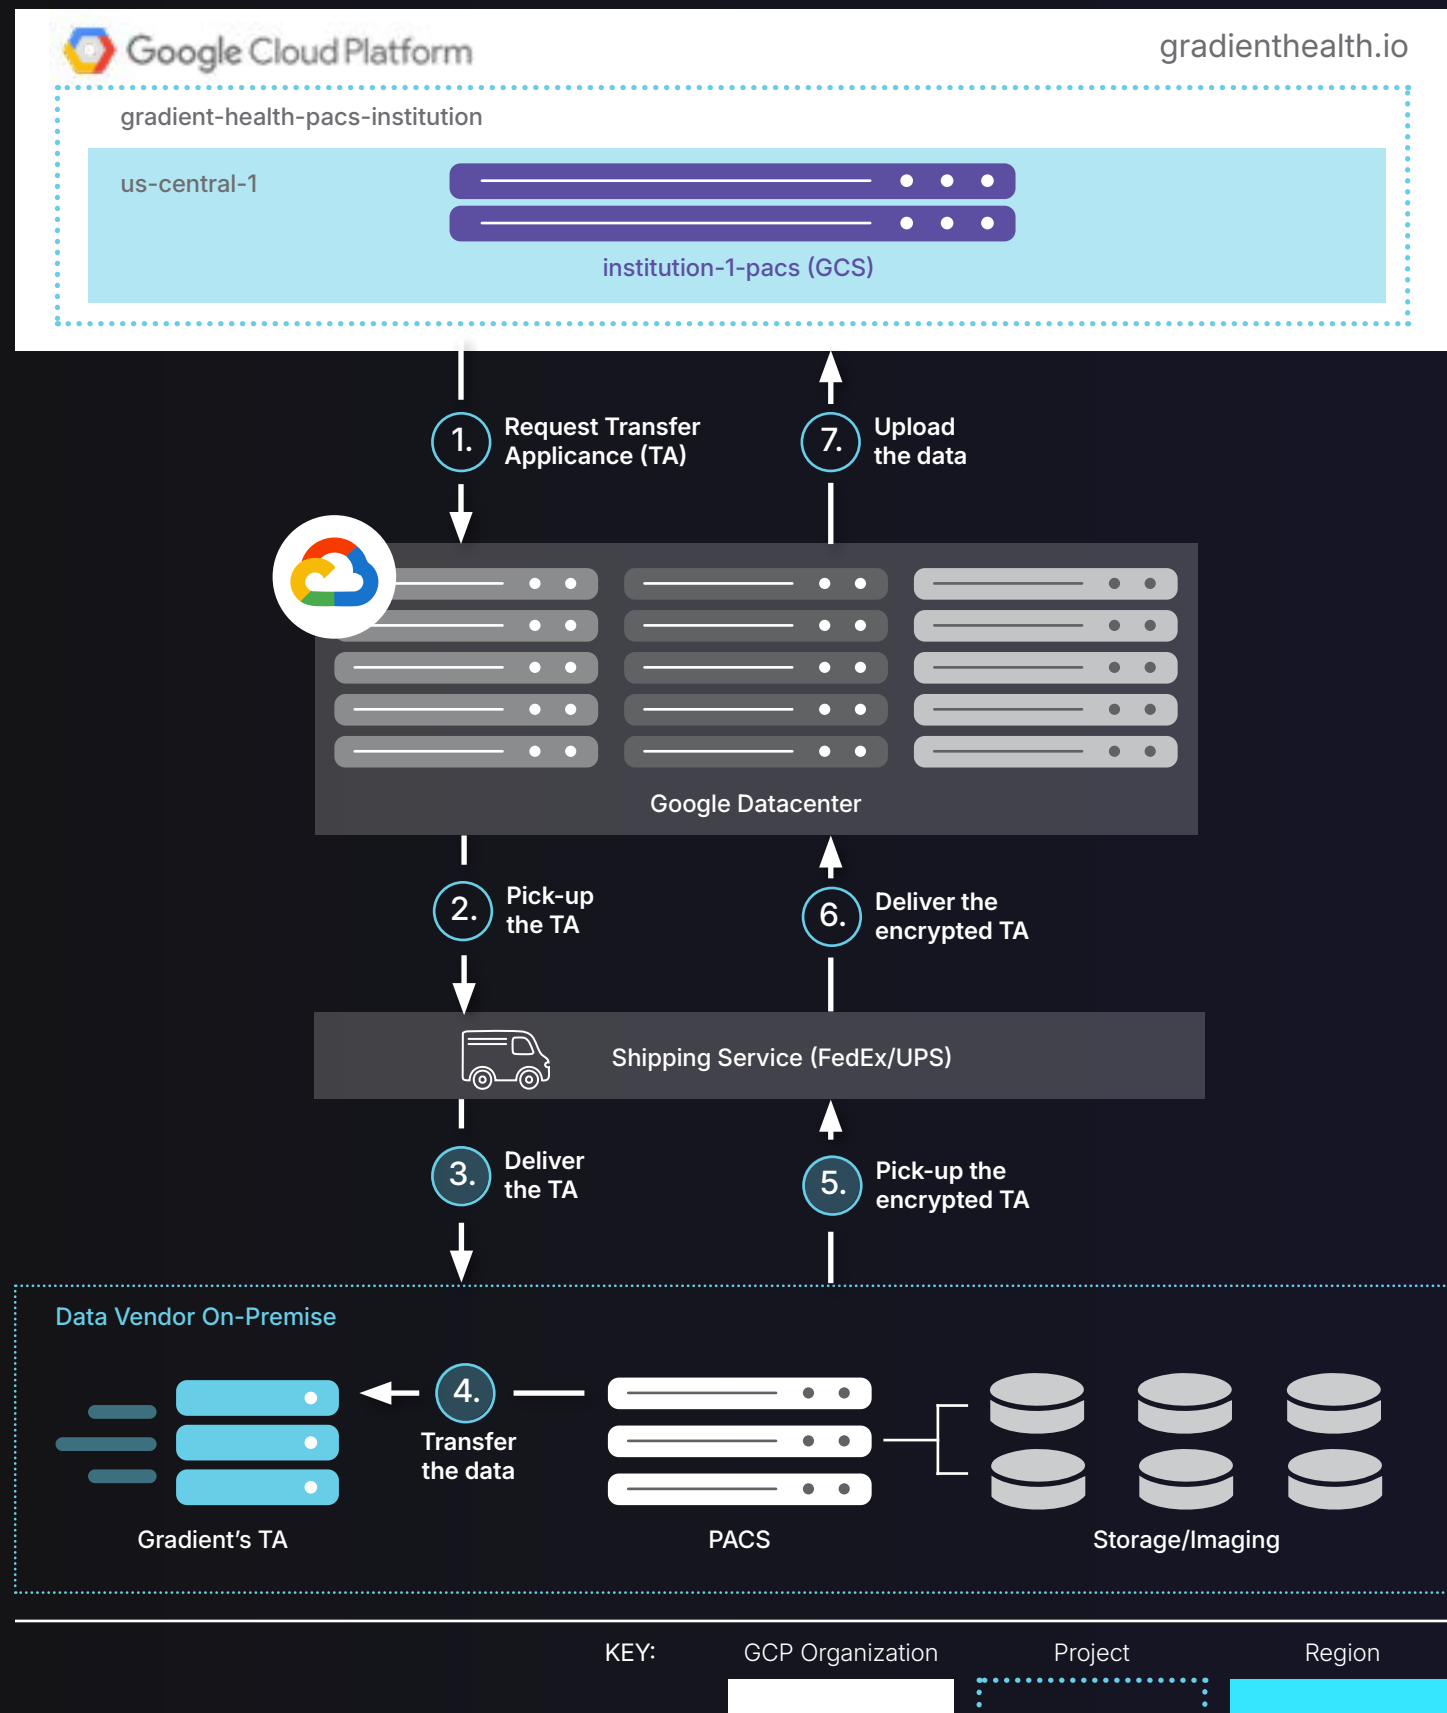 Google Cloud Platform
gradienthealth.io
gradient-health-pacs-institution
us-central-1
institution-1-pacs (GCS)
1.
Request Transfer
Applicance (TA)
7.
Upload
the data
Google Datacenter
2.
Pick-up
the TA
6.
Deliver the
encrypted TA
Shipping Service (FedEx/UPS)
3.
Deliver
the TA
5.
Pick-up the
encrypted TA
Data Vendor On-Premise
4.
Transfer
the data
Gradient’s TA
PACS
Storage/Imaging
KEY:
GCP Organization
Project
Region